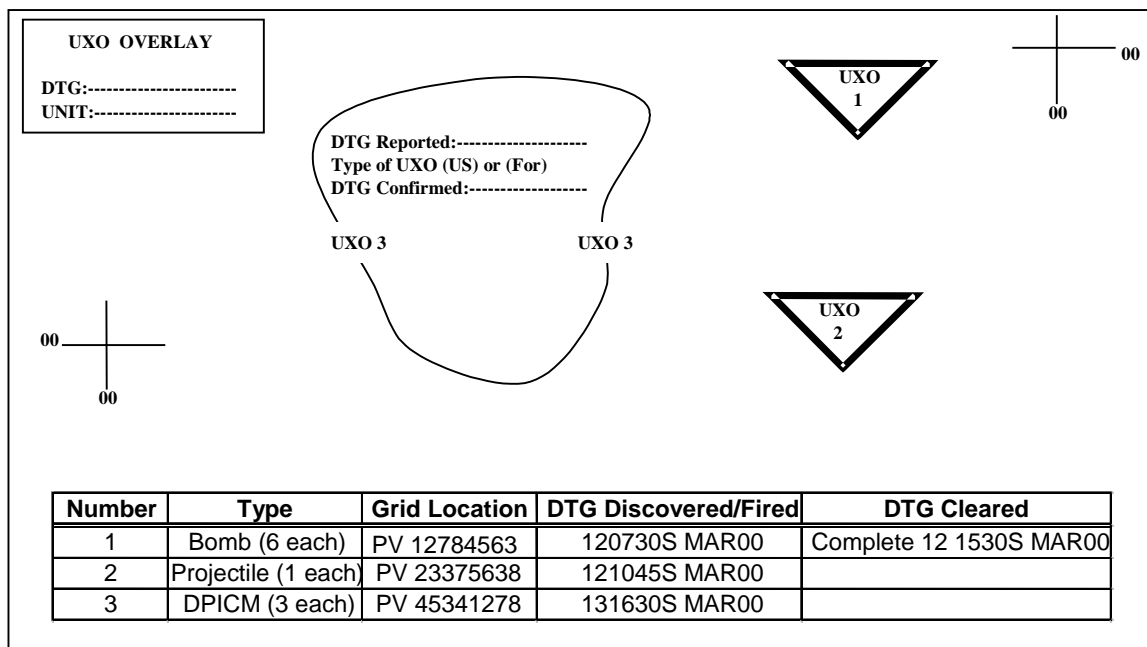 UXO OVERLAY
DTG:------------------------
UNIT:-----------------------
00
00
UXO
1
DTG Reported:---------------------
Type of UXO (US) or (For)
DTG Confirmed:-------------------
UXO 3 UXO 3
UXO
2
00
00
Number Type Grid Location DTG Discovered/Fired DTG Cleared
1 Bomb (6 each) PV 12784563 120730S MAR00 Complete 12 1530S MAR00
2 Projectile (1 each) PV 23375638 121045S MAR00
3 DPICM (3 each) PV 45341278 131630S MAR00